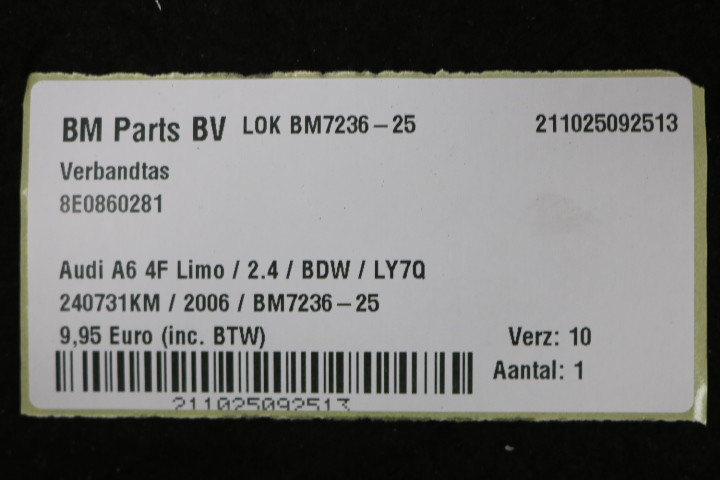 BM Parts BV LOK BM7236-25 211025092513
Verbandtas
8E0860281
Audi A6 4F Limo / 2.4 / BDW / LY7Q
240731KM / 2006 / BM7236-25
9,95 Euro (inc. BTW) Verz: 10
Aantal: 1
211025092513